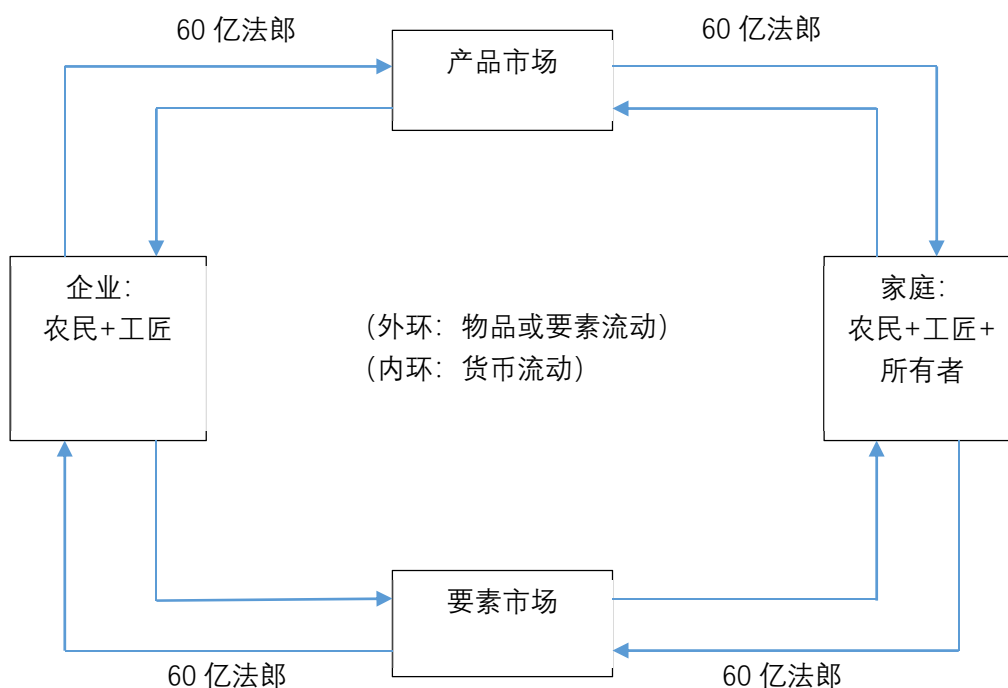 60 亿法郎
产品市场
60 亿法郎
企业：
农民+工匠
（外环：物品或要素流动）
（内环：货币流动）
家庭：
农民+工匠+
所有者
要素市场
60 亿法郎
60 亿法郎